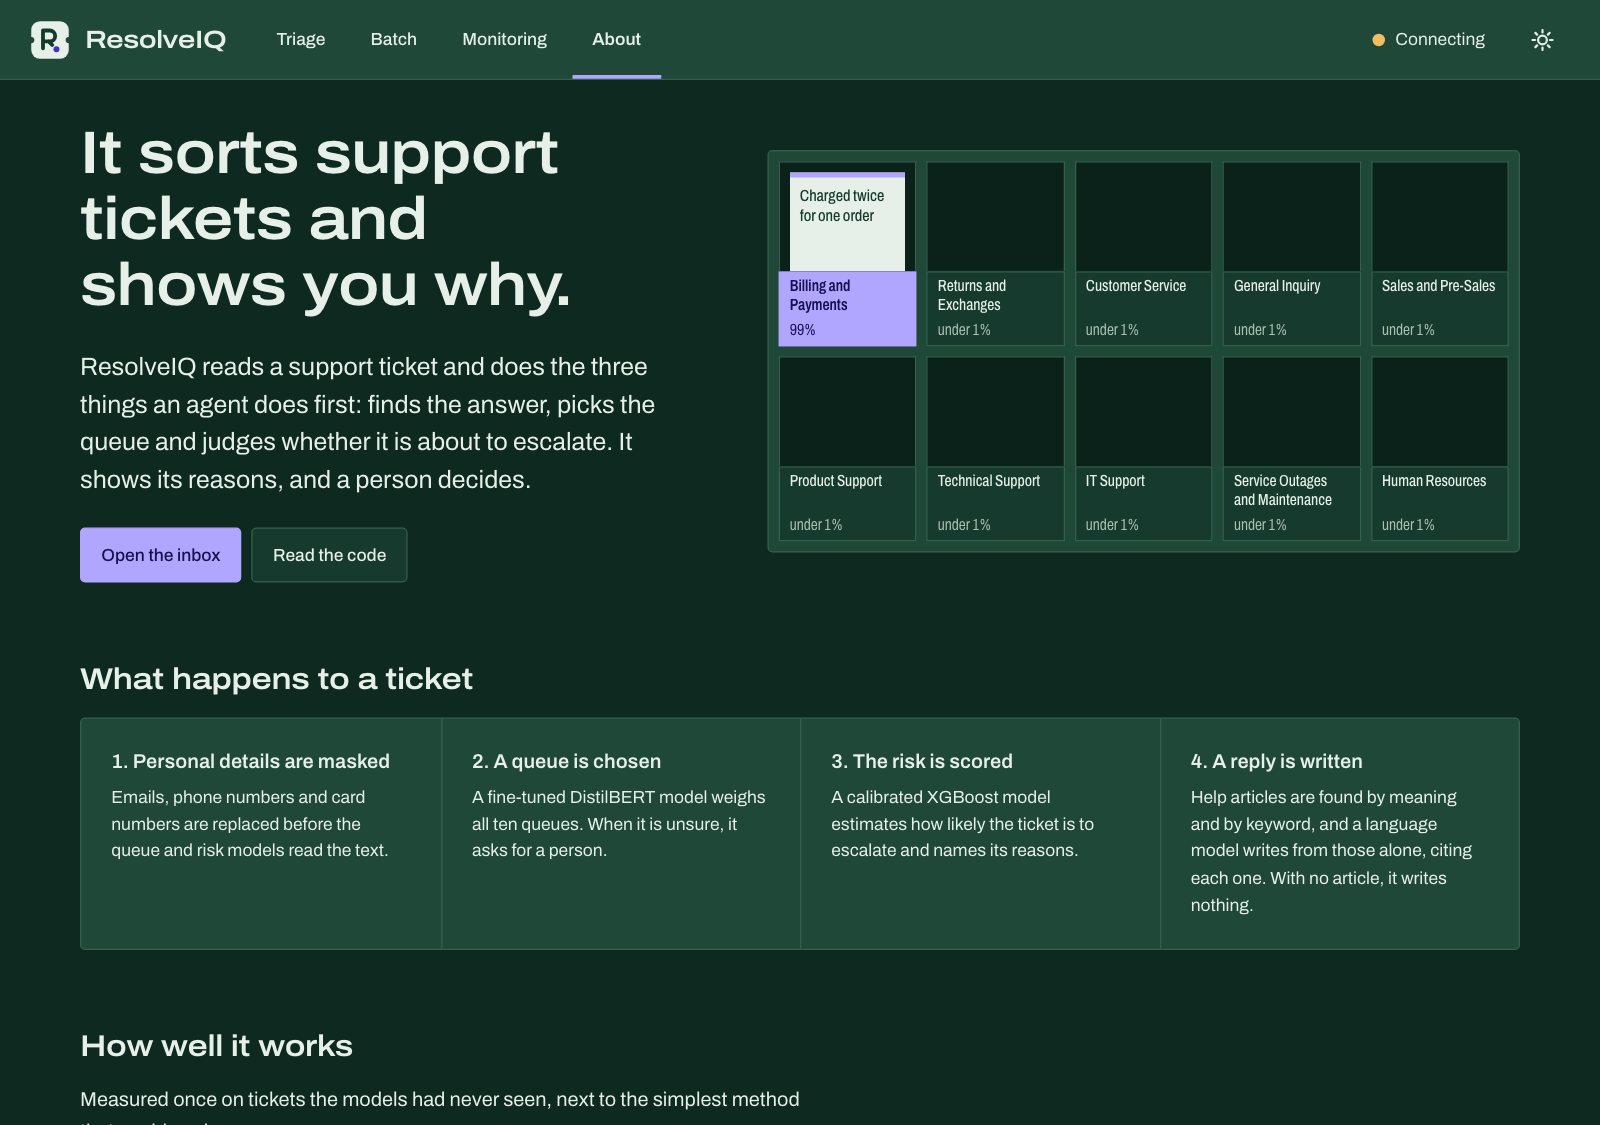 R.
ResolveIQ
Triage
Batch
Monitoring
About
Connecting
It sorts support
tickets and
shows you why.
ResolveIQ reads a support ticket and does the three
things an agent does first: finds the answer, picks the
queue and judges whether it is about to escalate. It
shows its reasons, and a person decides.
Open the inbox
Read the code
Charged twice
for one order
Billing and
Payments
99%
Returns and
Exchanges
under 1%
Customer Service
under 1%
General Inquiry
under 1%
Sales and Pre-Sales
under 1%
Product Support
under 1%
Technical Support
under 1%
IT Support
under 1%
Service Outages
and Maintenance
under 1%
Human Resources
under 1%
What happens to a ticket
1. Personal details are masked
Emails, phone numbers and card
numbers are replaced before the
queue and risk models read the text.
2. A queue is chosen
A fine-tuned DistilBERT model weighs
all ten queues. When it is unsure, it
asks for a person.
3. The risk is scored
A calibrated XGBoost model
estimates how likely the ticket is to
escalate and names its reasons.
4. A reply is written
Help articles are found by meaning
and by keyword, and a language
model writes from those alone, citing
each one. With no article, it writes
nothing.
How well it works
Measured once on tickets the models had never seen, next to the simplest method